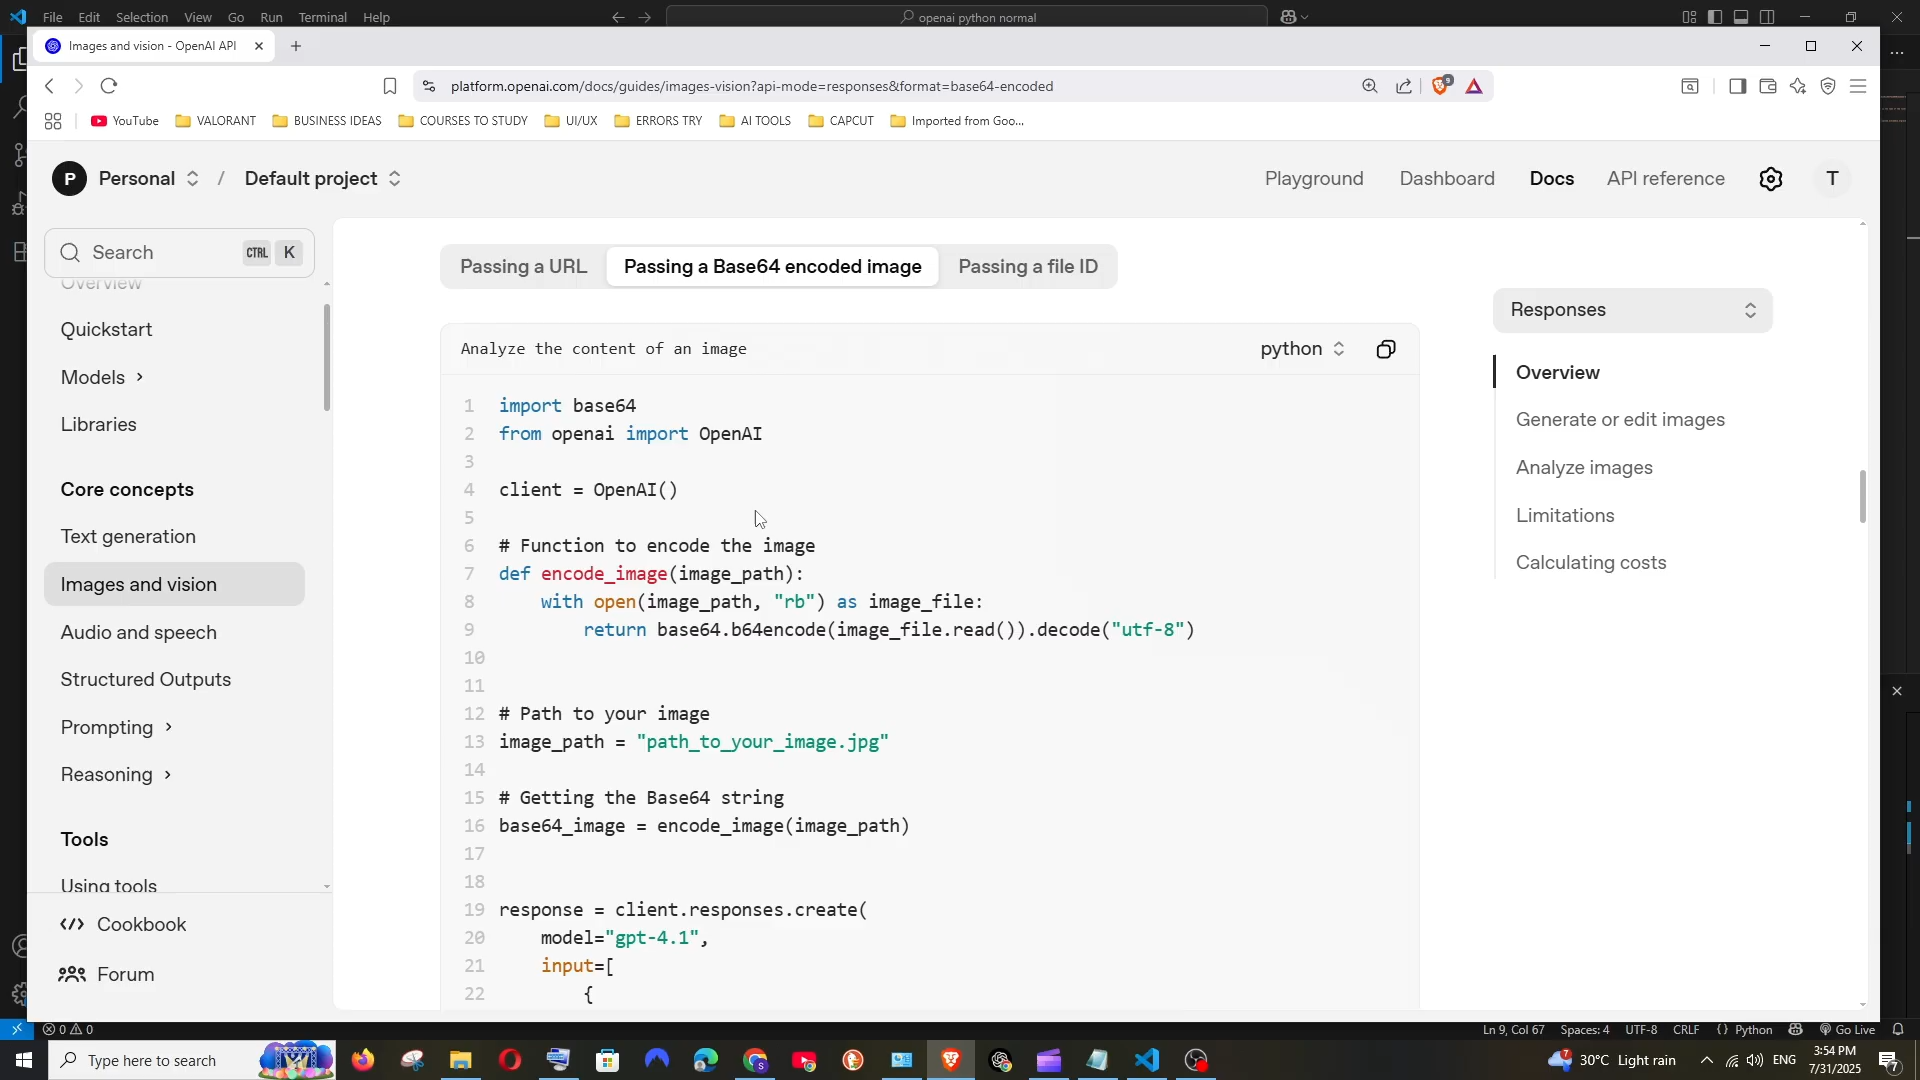 File Edit Selection View Go Run Terminal Help
openai python normal
Images and vision - OpenAI API
platform.openai.com/docs/guides/images-vision?api-mode=responses&format=base64-encoded
9
YouTube VALORANT BUSINESS IDEAS COURSES TO STUDY UI/UX ERRORS TRY AI TOOLS CAPCUT Imported from Goo...
P Personal / Default project
Playground Dashboard Docs API reference T
Search CTRL K
Overview
Quickstart
Models
Libraries
Core concepts
Text generation
Images and vision
Audio and speech
Structured Outputs
Prompting
Reasoning
Tools
Using tools
Cookbook
Forum
Passing a URL Passing a Base64 encoded image Passing a file ID
Analyze the content of an image python
1 import base64
2 from openai import OpenAI
3
4 client = OpenAI()
5
6 # Function to encode the image
7 def encode_image(image_path):
8 with open(image_path, "rb") as image_file:
9 return base64.b64encode(image_file.read()).decode("utf-8")
10
11
12 # Path to your image
13 image_path = "path_to_your_image.jpg"
14
15 # Getting the Base64 string
16 base64_image = encode_image(image_path)
17
18
19 response = client.responses.create(
20 model="gpt-4.1",
21 input=[
22 {
Responses
Overview
Generate or edit images
Analyze images
Limitations
Calculating costs
0 0
Ln 9, Col 67 Spaces: 4 UTF-8 CRLF {} Python Go Live
Type here to search
7 30°C Light rain ENG 3:54 PM
7/31/2025
7